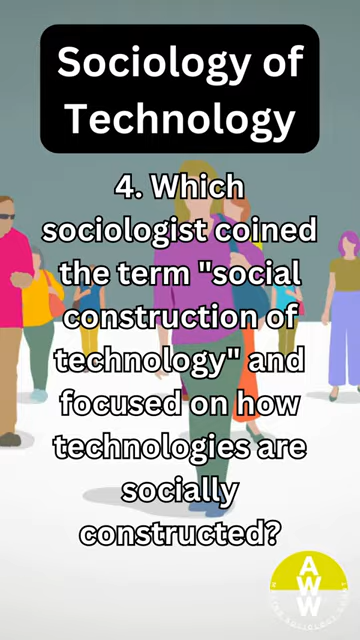 Sociology of
Technology
4. Which
sociologist coined
the term "social
construction of
technology" and
focused on how
technologies are
socially
constructed?
A
W
W